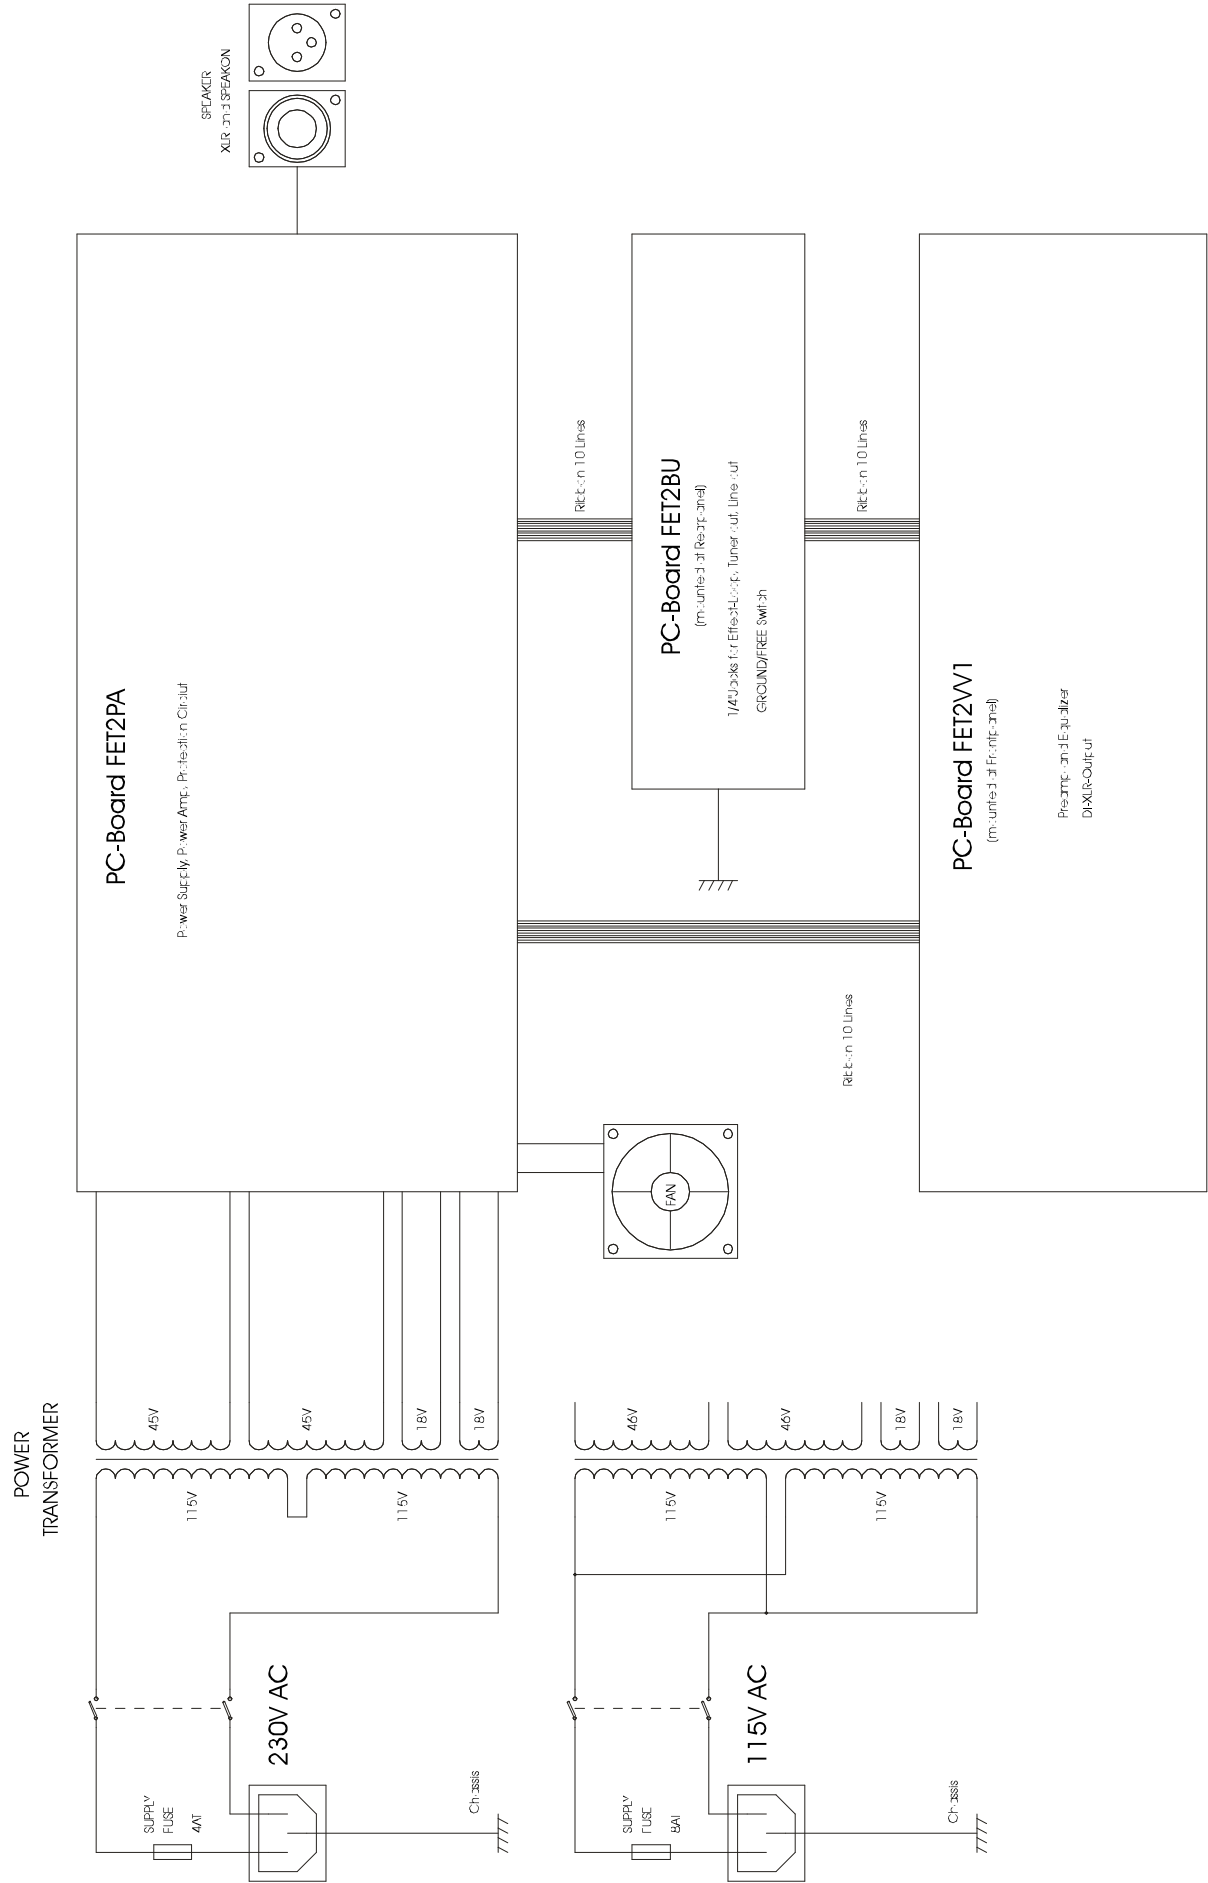 SPEAKER
XLR and SPEAKON
PC-Board FET2PA
Power Supply, Power Amp, Protection Circiut
Ribbon 10 Lines
PC-Board FET2BU
(mounted at Rearpanel)
1/4"Jacks for Effect-Loop, Tuner out, Line out
GROUND/FREE Switch
Ribbon 10 Lines
PC-Board FET2VV1
(mounted at Frontpanel)
Preamp and Equalizer
DI-XLR-Output
Ribbon 10 Lines
FAN
POWER
TRANSFORMER
45V
45V
18V
18V
115V
115V
46V
46V
18V
18V
115V
115V
230V AC
SUPPLY
FUSE
4AT
Chassis
115V AC
SUPPLY
FUSE
8AT
Chassis